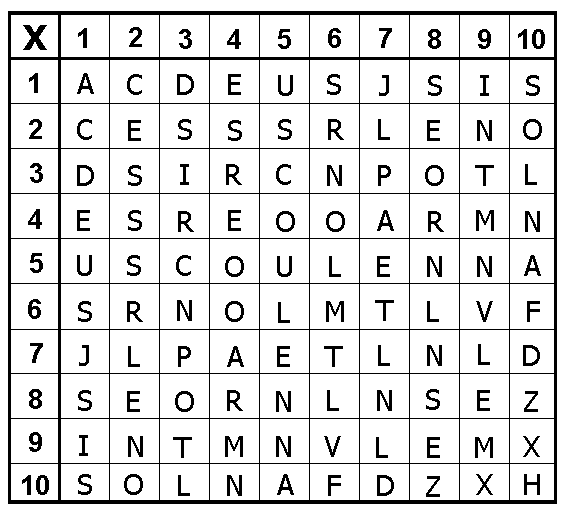 X 1 2 3 4 5 6 7 8 9 10
1 A C D E U S J S I S
2 C E S S S R L E N O
3 D S I R C N P O T L
4 E S R E O O A R M N
5 U S C O U L E N N A
6 S R N O L M T L V F
7 J L P A E T L N L D
8 S E O R N L N S E Z
9 I N T M N V L E M X
10 S O L N A F D Z X H